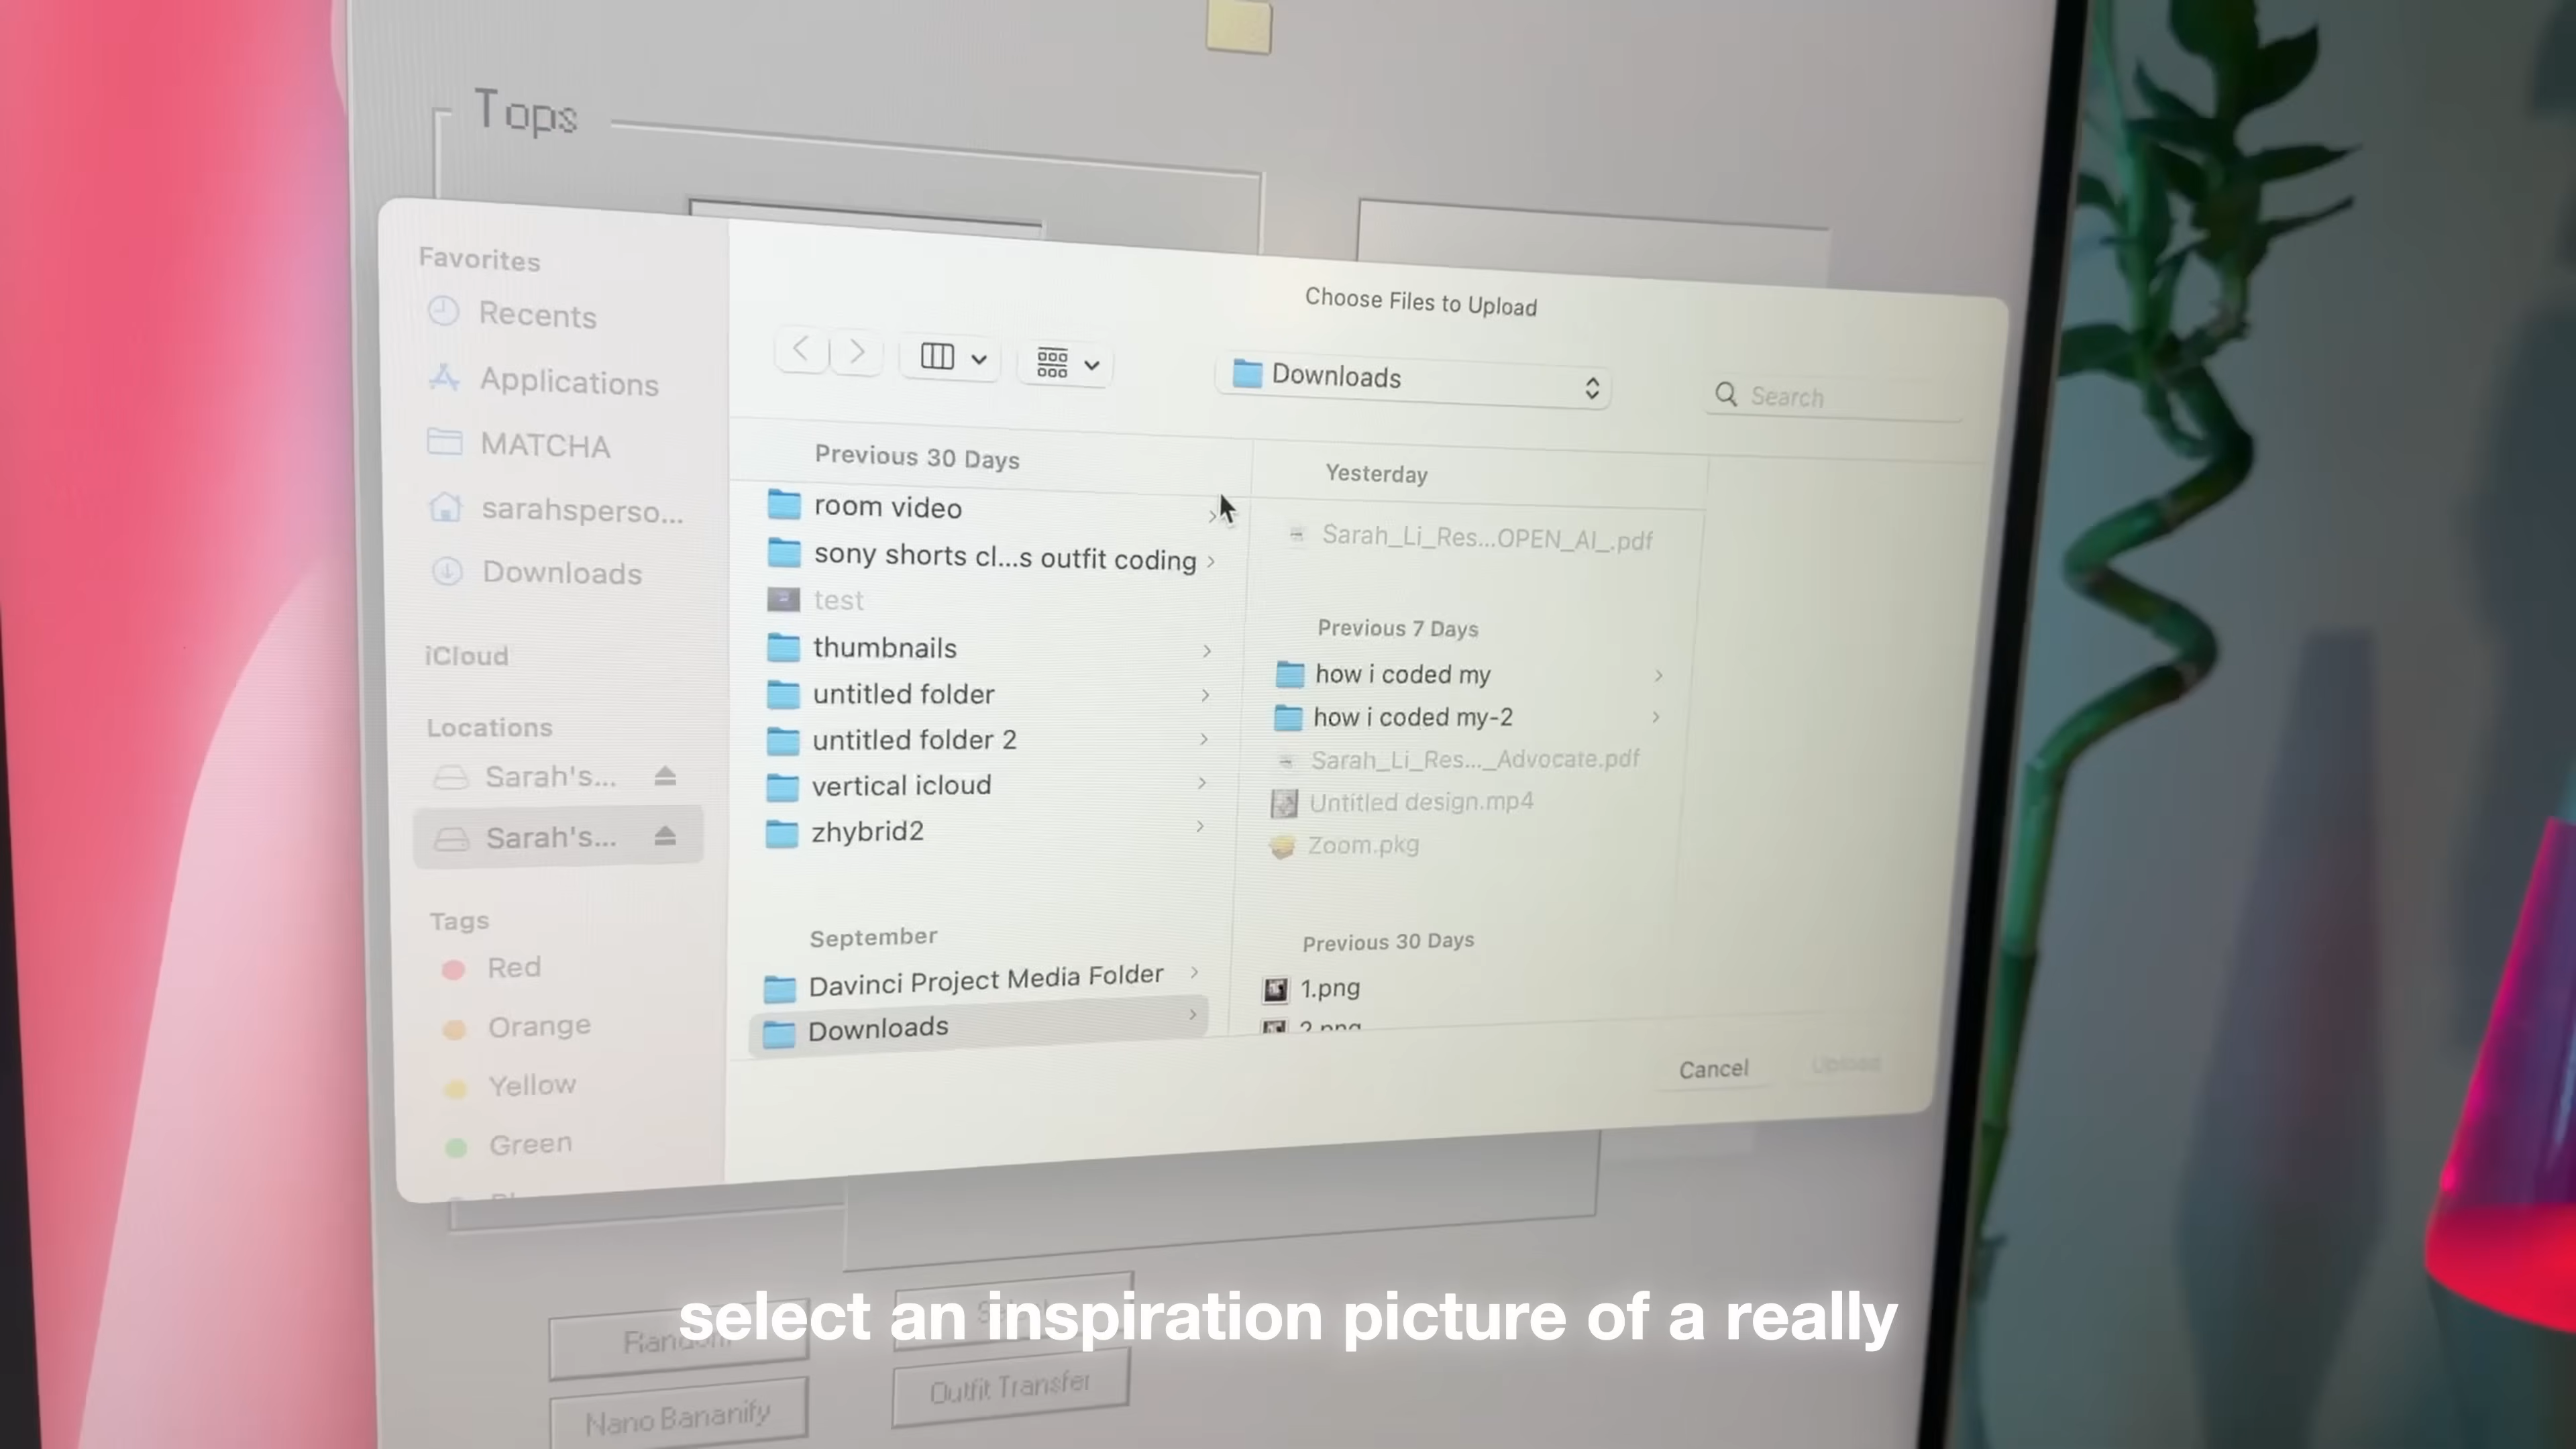 Tops
Favorites
Recents
Applications
MATCHA
sarahsperso...
Downloads
iCloud
Locations
Sarah's...
Sarah's...
Tags
Red
Orange
Yellow
Green
Choose Files to Upload
Downloads
Search
Previous 30 Days
room video
sony shorts cl...s outfit coding
test
thumbnails
untitled folder
untitled folder 2
vertical icloud
zhybrid2
September
Davinci Project Media Folder
Downloads
Yesterday
Sarah_Li_Res...OPEN_AI_.pdf
Previous 7 Days
how i coded my
how i coded my-2
Sarah_Li_Res..._Advocate.pdf
Untitled design.mp4
Zoom.pkg
Previous 30 Days
1.png
2.png
Cancel
Upload
select an inspiration picture of a really
Random
Outfit Transfer
Nano Bananify